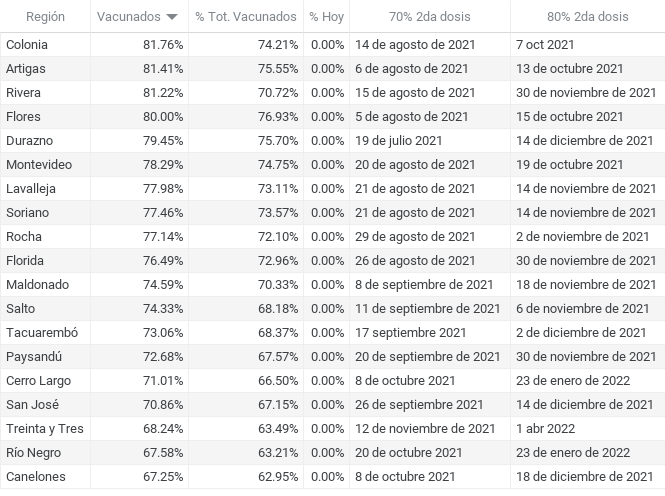 Región Vacunados % Tot. Vacunados % Hoy 70% 2da dosis 80% 2da dosis
Colonia 81.76% 74.21% 0.00% 14 de agosto de 2021 7 oct 2021
Artigas 81.41% 75.55% 0.00% 6 de agosto de 2021 13 de octubre 2021
Rivera 81.22% 70.72% 0.00% 15 de agosto de 2021 30 de noviembre de 2021
Flores 80.00% 76.93% 0.00% 5 de agosto de 2021 15 de octubre 2021
Durazno 79.45% 75.70% 0.00% 19 de julio 2021 14 de diciembre de 2021
Montevideo 78.29% 74.75% 0.00% 20 de agosto de 2021 19 de octubre 2021
Lavalleja 77.98% 73.11% 0.00% 21 de agosto de 2021 14 de noviembre de 2021
Soriano 77.46% 73.57% 0.00% 21 de agosto de 2021 14 de noviembre de 2021
Rocha 77.14% 72.10% 0.00% 29 de agosto de 2021 2 de noviembre de 2021
Florida 76.49% 72.96% 0.00% 26 de agosto de 2021 30 de noviembre de 2021
Maldonado 74.59% 70.33% 0.00% 8 de septiembre de 2021 18 de noviembre de 2021
Salto 74.33% 68.18% 0.00% 11 de septiembre de 2021 6 de noviembre de 2021
Tacuarembó 73.06% 68.37% 0.00% 17 septiembre 2021 2 de diciembre de 2021
Paysandú 72.68% 67.57% 0.00% 20 de septiembre de 2021 30 de noviembre de 2021
Cerro Largo 71.01% 66.50% 0.00% 8 de octubre 2021 23 de enero de 2022
San José 70.86% 67.15% 0.00% 26 de septiembre 2021 14 de diciembre de 2021
Treinta y Tres 68.24% 63.49% 0.00% 12 de noviembre de 2021 1 abr 2022
Río Negro 67.58% 63.21% 0.00% 20 de octubre 2021 23 de enero de 2022
Canelones 67.25% 62.95% 0.00% 8 de octubre de 2021 18 de diciembre de 2021